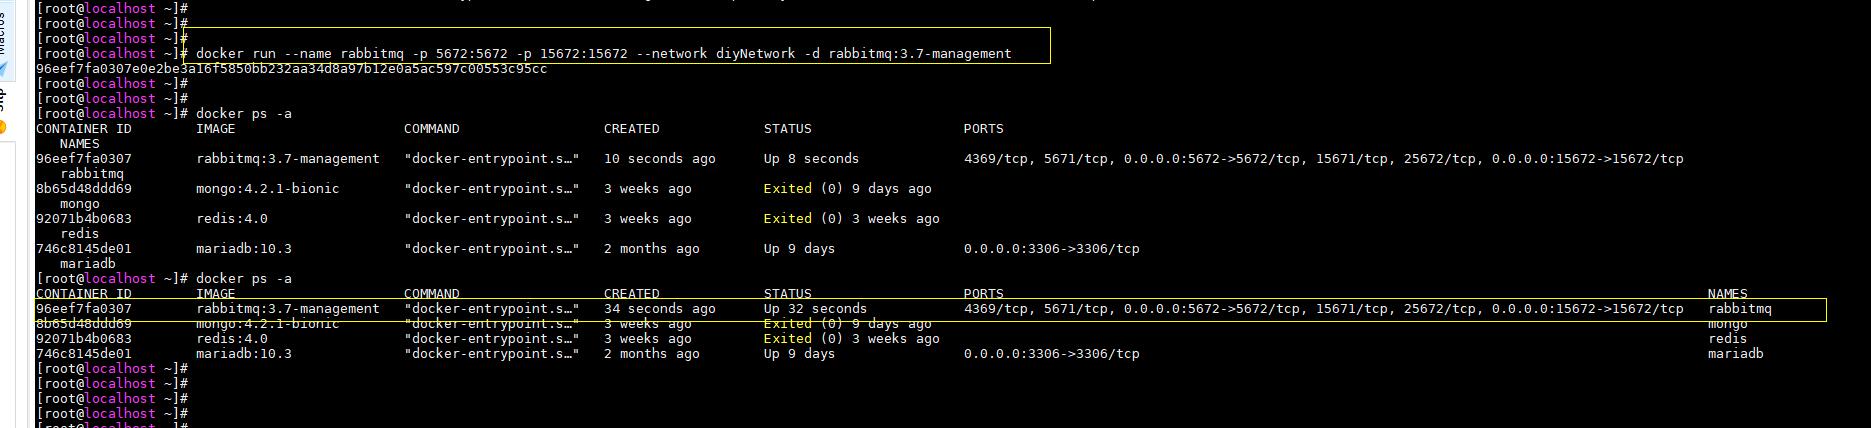 Macros
[root@localhost ~]#
[root@localhost ~]#
[root@localhost ~]#
[root@localhost ~]# docker run --name rabbitmq -p 5672:5672 -p 15672:15672 --network diyNetwork -d rabbitmq:3.7-management
96eef7fa0307e0e2be3a16f5850bb232aa34d8a97b12e0a5ac597c00553c95cc
[root@localhost ~]#
[root@localhost ~]#
[root@localhost ~]# docker ps -a
CONTAINER ID IMAGE COMMAND CREATED STATUS PORTS
NAMES
96eef7fa0307 rabbitmq:3.7-management "docker-entrypoint.s…" 10 seconds ago Up 8 seconds 4369/tcp, 5671/tcp, 0.0.0.0:5672->5672/tcp, 15671/tcp, 25672/tcp, 0.0.0.0:15672->15672/tcp
rabbitmq
8b65d48ddd69 mongo:4.2.1-bionic "docker-entrypoint.s…" 3 weeks ago Exited (0) 9 days ago
mongo
92071b4b0683 redis:4.0 "docker-entrypoint.s…" 3 weeks ago Exited (0) 3 weeks ago
redis
746c8145de01 mariadb:10.3 "docker-entrypoint.s…" 2 months ago Up 9 days 0.0.0.0:3306->3306/tcp
mariadb
[root@localhost ~]# docker ps -a
CONTAINER ID IMAGE COMMAND CREATED STATUS PORTS NAMES
96eef7fa0307 rabbitmq:3.7-management "docker-entrypoint.s…" 34 seconds ago Up 32 seconds 4369/tcp, 5671/tcp, 0.0.0.0:5672->5672/tcp, 15671/tcp, 25672/tcp, 0.0.0.0:15672->15672/tcp rabbitmq
8b65d48ddd69 mongo:4.2.1-bionic "docker-entrypoint.s…" 3 weeks ago Exited (0) 9 days ago mongo
92071b4b0683 redis:4.0 "docker-entrypoint.s…" 3 weeks ago Exited (0) 3 weeks ago redis
746c8145de01 mariadb:10.3 "docker-entrypoint.s…" 2 months ago Up 9 days 0.0.0.0:3306->3306/tcp mariadb
[root@localhost ~]#
[root@localhost ~]#
[root@localhost ~]#
[root@localhost ~]#
[root@localhost ~]#